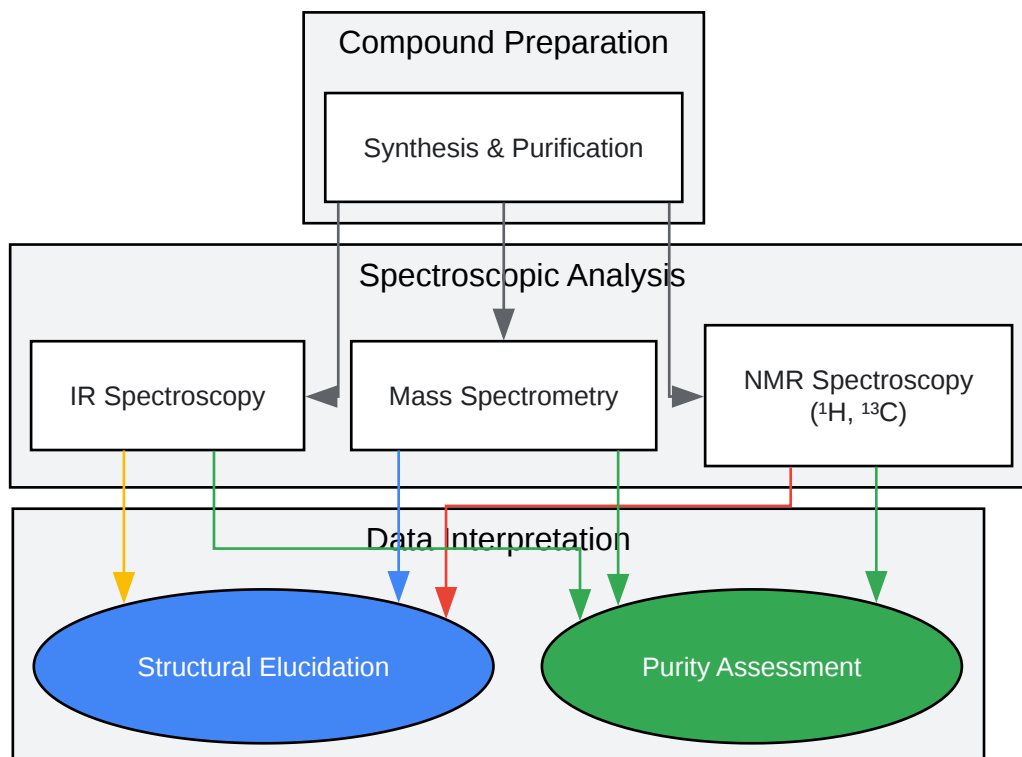 Compound Preparation
Synthesis & Purification
Spectroscopic Analysis
IR Spectroscopy
Mass Spectrometry
NMR Spectroscopy
(¹H, ¹³C)
Data Interpretation
Structural Elucidation
Purity Assessment